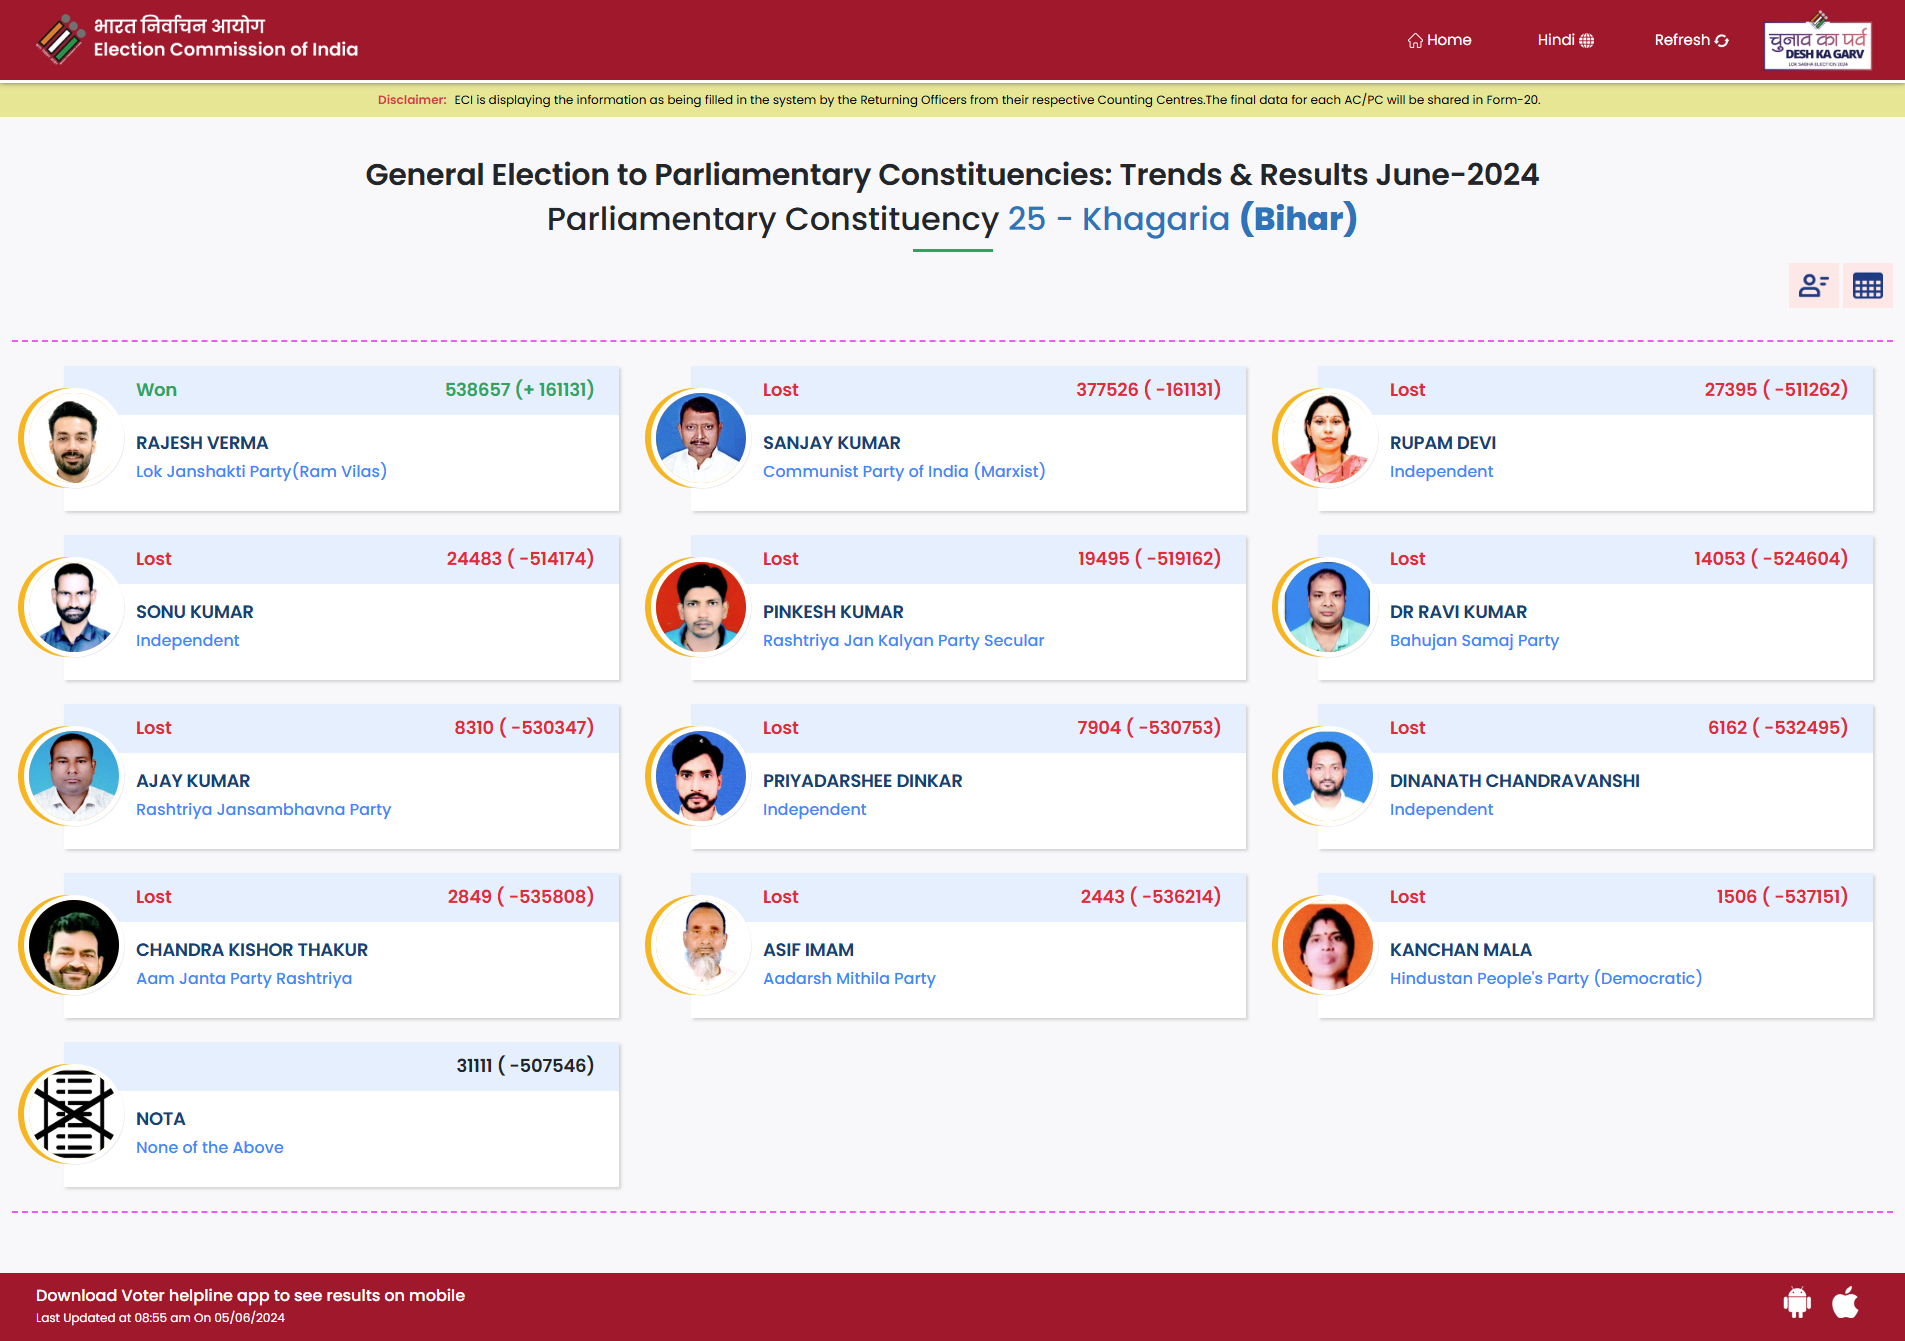 भारत निर्वाचन आयोग
Election Commission of India
Home
Hindi
Refresh
चुनाव का पर्व
DESH KA GARV
LOK SABHA ELECTION 2024
Disclaimer: ECI is displaying the information as being filled in the system by the Returning Officers from their respective Counting Centres.The final data for each AC/PC will be shared in Form-20.
General Election to Parliamentary Constituencies: Trends & Results June-2024
Parliamentary Constituency 25 - Khagaria (Bihar)
Won 538657 (+ 161131)
RAJESH VERMA
Lok Janshakti Party(Ram Vilas)
Lost 377526 ( -161131)
SANJAY KUMAR
Communist Party of India (Marxist)
Lost 27395 ( -511262)
RUPAM DEVI
Independent
Lost 24483 ( -514174)
SONU KUMAR
Independent
Lost 19495 ( -519162)
PINKESH KUMAR
Rashtriya Jan Kalyan Party Secular
Lost 14053 ( -524604)
DR RAVI KUMAR
Bahujan Samaj Party
Lost 8310 ( -530347)
AJAY KUMAR
Rashtriya Jansambhavna Party
Lost 7904 ( -530753)
PRIYADARSHEE DINKAR
Independent
Lost 6162 ( -532495)
DINANATH CHANDRAVANSHI
Independent
Lost 2849 ( -535808)
CHANDRA KISHOR THAKUR
Aam Janta Party Rashtriya
Lost 2443 ( -536214)
ASIF IMAM
Aadarsh Mithila Party
Lost 1506 ( -537151)
KANCHAN MALA
Hindustan People's Party (Democratic)
31111 ( -507546)
NOTA
None of the Above
Download Voter helpline app to see results on mobile
Last Updated at 08:55 am On 05/06/2024